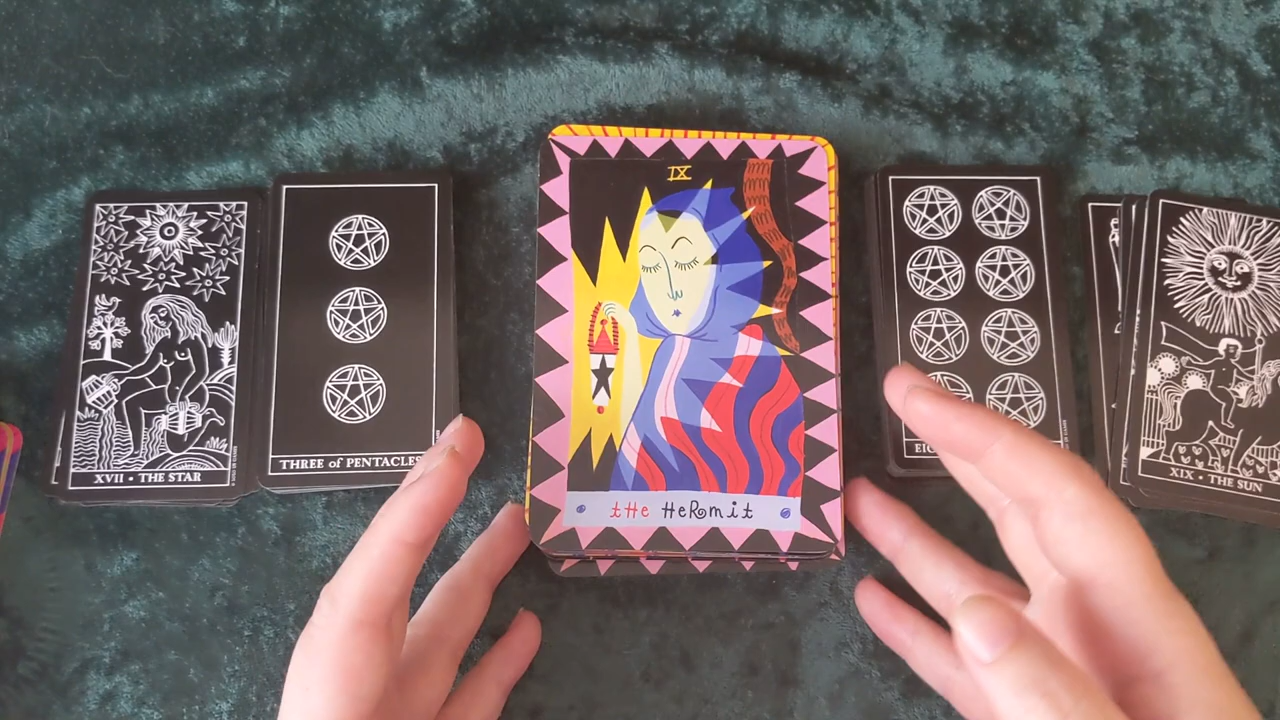 XVII • THE STAR
THREE of PENTACLES
IX
tHe HeRmit
XIX • THE SUN